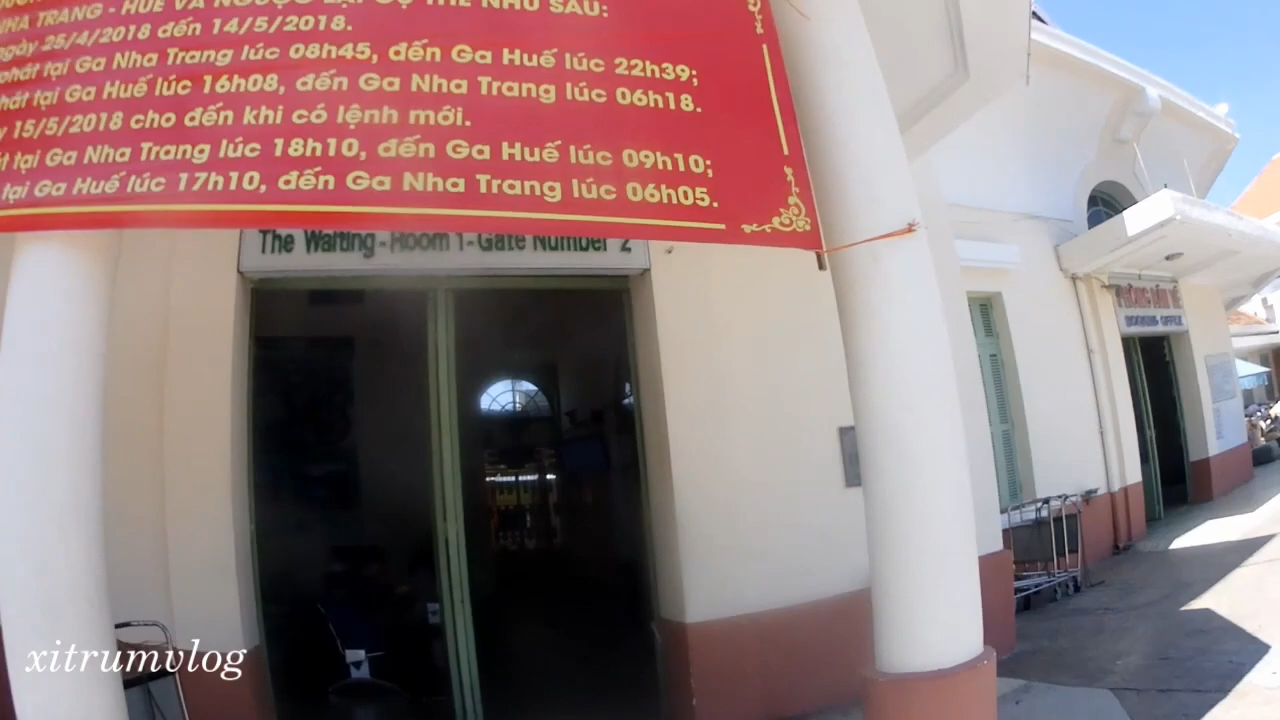 NHA TRANG - HUẾ VÀ NGƯỢC LẠI CỤ THỂ NHƯ SAU:
ngày 25/4/2018 đến 14/5/2018.
phát tại Ga Nha Trang lúc 08h45, đến Ga Huế lúc 22h39;
phát tại Ga Huế lúc 16h08, đến Ga Nha Trang lúc 06h18.
y 15/5/2018 cho đến khi có lệnh mới.
t tại Ga Nha Trang lúc 18h10, đến Ga Huế lúc 09h10;
tại Ga Huế lúc 17h10, đến Ga Nha Trang lúc 06h05.
The Waiting - Room 1 - Gate Number 2
PHÒNG BÁN VÉ
BOOKING OFFICE
xitrumvlog